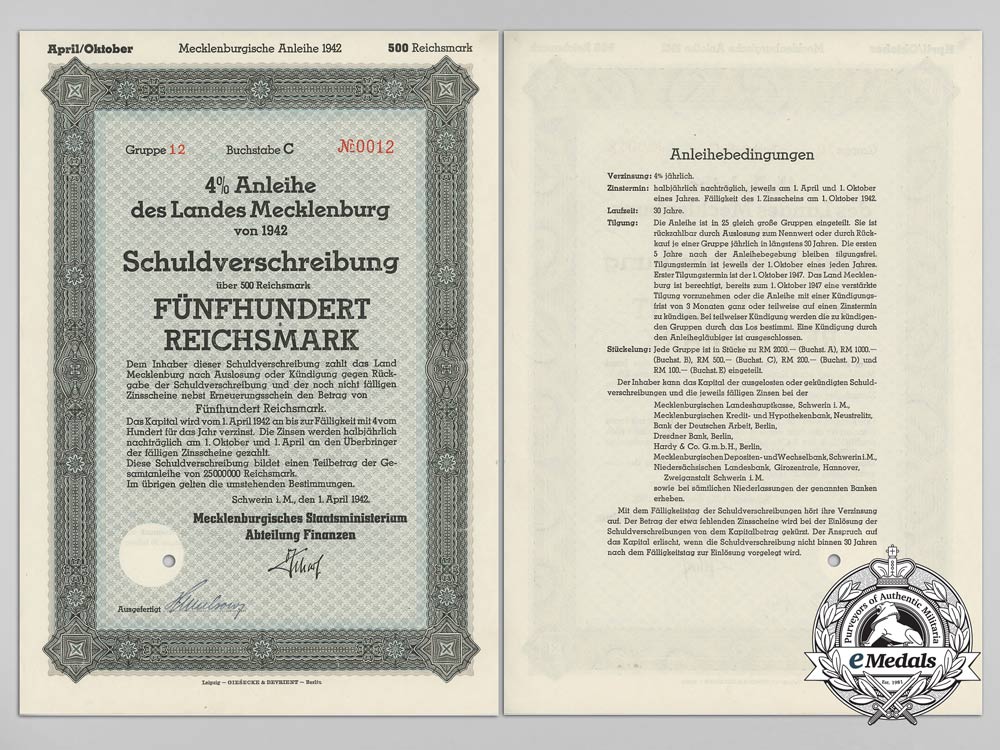 April/Oktober Mecklenburgische Anleihe 1942 500 Reichsmark
Gruppe 12 Buchstabe C № 0012
4% Anleihe
des Landes Mecklenburg
von 1942
Schuldverschreibung
über 500 Reichsmark
FÜNFHUNDERT
REICHSMARK
Dem Inhaber dieser Schuldverschreibung zahlt das Land
Mecklenburg nach Auslosung oder Kündigung gegen Rück-
gabe der Schuldverschreibung und der noch nicht fälligen
Zinsscheine nebst Erneuerungsschein den Betrag von
Fünfhundert Reichsmark.
Das Kapital wird vom 1. April 1942 an bis zur Fälligkeit mit 4 vom
Hundert für das Jahr verzinst. Die Zinsen werden halbjährlich
nachträglich am 1. Oktober und 1. April an den Überbringer
der fälligen Zinsscheine gezahlt.
Diese Schuldverschreibung bildet einen Teilbetrag der Ge-
samtanleihe von 25000000 Reichsmark.
Im übrigen gelten die umstehenden Bestimmungen.
Schwerin i. M., den 1. April 1942.
Mecklenburgisches Staatsministerium
Abteilung Finanzen
Ausgefertigt
Leipzig — GIESECKE & DEVRIENT — Berlin
Anleihebedingungen
Verzinsung: 4% jährlich.
Zinstermin: halbjährlich nachträglich, jeweils am 1. April und 1. Oktober
eines Jahres. Fälligkeit des 1. Zinsscheins am 1. Oktober 1942.
Laufzeit: 30 Jahre.
Tilgung: Die Anleihe ist in 25 gleich große Gruppen eingeteilt. Sie ist
rückzahlbar durch Auslosung zum Nennwert oder durch Rück-
kauf je einer Gruppe jährlich in längstens 30 Jahren. Die ersten
5 Jahre nach der Anleihebegebung bleiben tilgungsfrei.
Tilgungstermin ist jeweils der 1. Oktober eines jeden Jahres.
Erster Tilgungstermin ist der 1. Oktober 1947. Das Land Mecklen-
burg ist berechtigt, bereits zum 1. Oktober 1947 eine verstärkte
Tilgung vorzunehmen oder die Anleihe mit einer Kündigungs-
frist von 3 Monaten ganz oder teilweise auf einen Zinstermin
zu kündigen. Bei teilweiser Kündigung werden die zu kündigen-
den Gruppen durch das Los bestimmt. Eine Kündigung durch
den Anleihegläubiger ist ausgeschlossen.
Stückelung: Jede Gruppe ist in Stücke zu RM 2000.— (Buchst. A), RM 1000.—
(Buchst. B), RM 500.— (Buchst. C), RM 200.— (Buchst. D) und
RM 100.— (Buchst. E) eingeteilt.
Der Inhaber kann das Kapital der ausgelosten oder gekündigten Schuld-
verschreibungen und die jeweils fälligen Zinsen bei der
Mecklenburgischen Landeshauptkasse, Schwerin i. M.,
Mecklenburgischen Kredit- und Hypothekenbank, Neustrelitz,
Bank der Deutschen Arbeit, Berlin,
Dresdner Bank, Berlin,
Hardy & Co. G.m.b.H., Berlin,
Mecklenburgischen Depositen- und Wechselbank, Schwerin i. M.,
Niedersächsischen Landesbank, Girozentrale, Hannover,
Zweiganstalt Schwerin i. M.
sowie bei sämtlichen Niederlassungen der genannten Banken
erheben.
Mit dem Fälligkeitstag der Schuldverschreibungen hört ihre Verzinsung
auf. Der Betrag der etwa fehlenden Zinsscheine wird bei der Einlösung der
Schuldverschreibungen vom Kapitalbetrag gekürzt. Der Anspruch auf
das Kapital erlischt, wenn die Schuldverschreibung nicht binnen 30 Jahren
nach dem Fälligkeitstag zur Einlösung vorgelegt wird.
Purveyors of Authentic Militaria
eMedals
Est. 1981